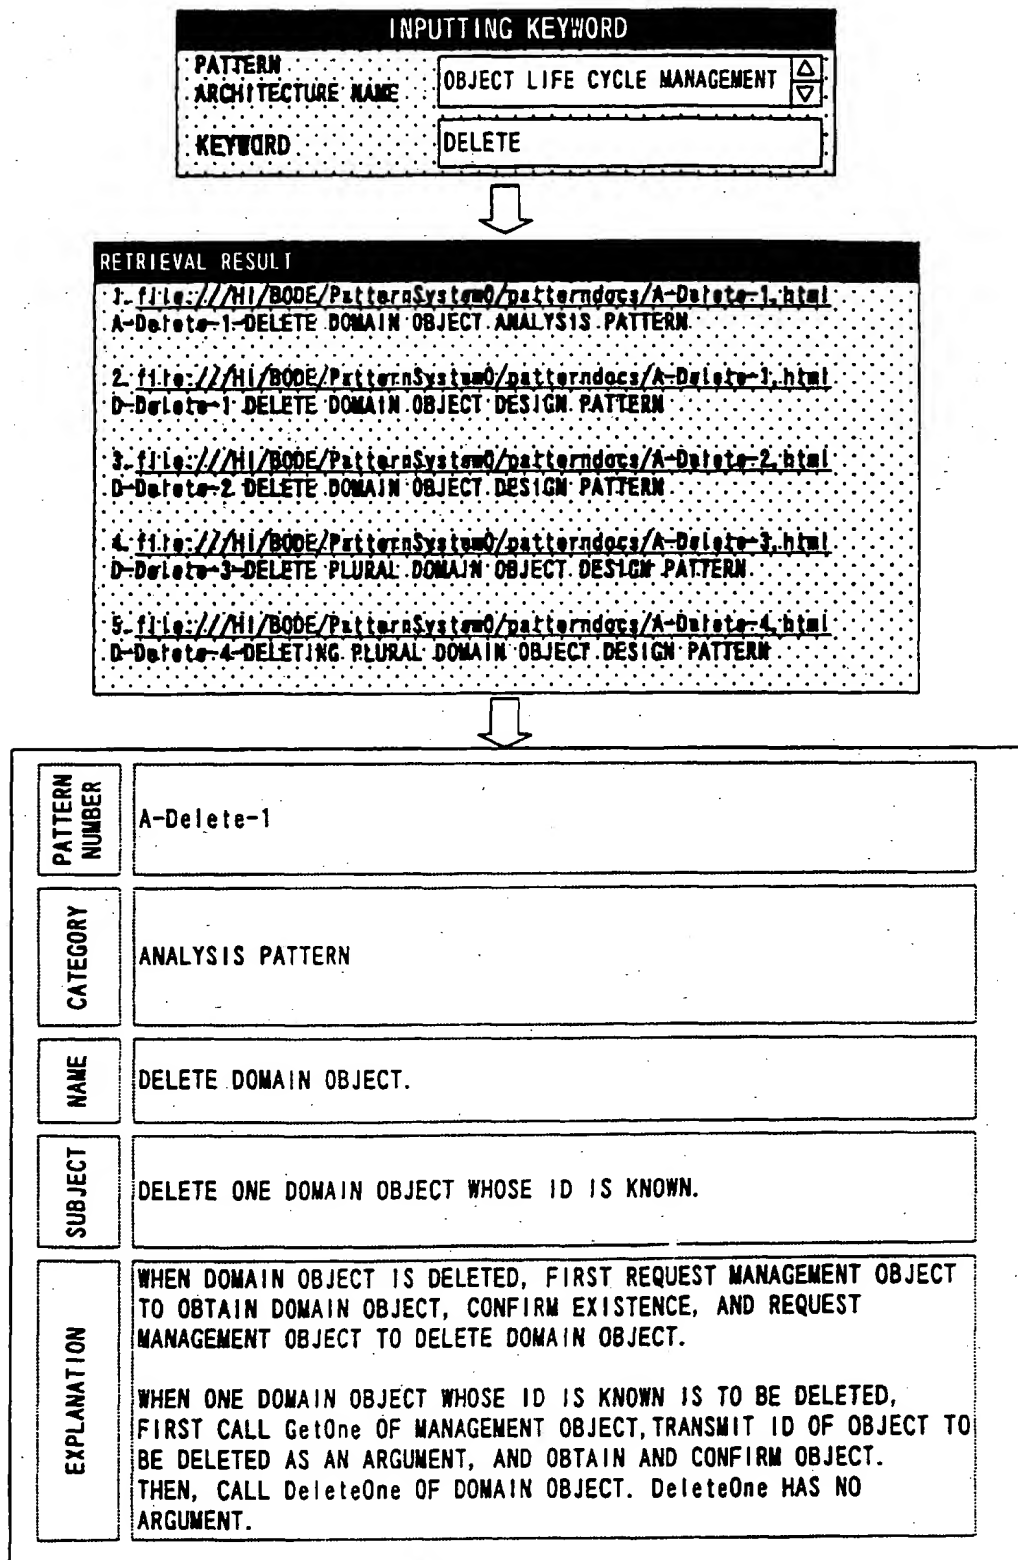 INPUTTING KEYWORD
PATTERN
ARCHITECTURE NAME
OBJECT LIFE CYCLE MANAGEMENT
KEYWORD
DELETE
RETRIEVAL RESULT
1. file:///H|/BODE/PatternSystem0/patterndocs/A-Delete-1.html
A-Delete-1-DELETE DOMAIN OBJECT ANALYSIS PATTERN
2. file:///H|/BODE/PatternSystem0/patterndocs/A-Delete-1.html
D-Delete-1 DELETE DOMAIN OBJECT DESIGN PATTERN
3. file:///H|/BODE/PatternSystem0/patterndocs/A-Delete-2.html
D-Delete-2 DELETE DOMAIN OBJECT DESIGN PATTERN
4. file:///H|/BODE/PatternSystem0/patterndocs/A-Delete-3.html
D-Delete-3-DELETE PLURAL DOMAIN OBJECT DESIGN PATTERN
5. file:///H|/BODE/PatternSystem0/patterndocs/A-Delete-4.html
D-Delete-4-DELETING PLURAL DOMAIN OBJECT DESIGN PATTERN
PATTERN
NUMBER
A-Delete-1
CATEGORY
ANALYSIS PATTERN
NAME
DELETE DOMAIN OBJECT.
SUBJECT
DELETE ONE DOMAIN OBJECT WHOSE ID IS KNOWN.
EXPLANATION
WHEN DOMAIN OBJECT IS DELETED, FIRST REQUEST MANAGEMENT OBJECT
TO OBTAIN DOMAIN OBJECT, CONFIRM EXISTENCE, AND REQUEST
MANAGEMENT OBJECT TO DELETE DOMAIN OBJECT.
WHEN ONE DOMAIN OBJECT WHOSE ID IS KNOWN IS TO BE DELETED,
FIRST CALL GetOne OF MANAGEMENT OBJECT, TRANSMIT ID OF OBJECT TO
BE DELETED AS AN ARGUMENT, AND OBTAIN AND CONFIRM OBJECT.
THEN, CALL DeleteOne OF DOMAIN OBJECT. DeleteOne HAS NO
ARGUMENT.